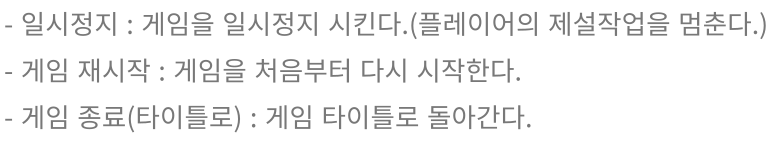 - 일시정지 : 게임을 일시정지 시킨다.(플레이어의 제설작업을 멈춘다.)
- 게임 재시작 : 게임을 처음부터 다시 시작한다.
- 게임 종료(타이틀로) : 게임 타이틀로 돌아간다.